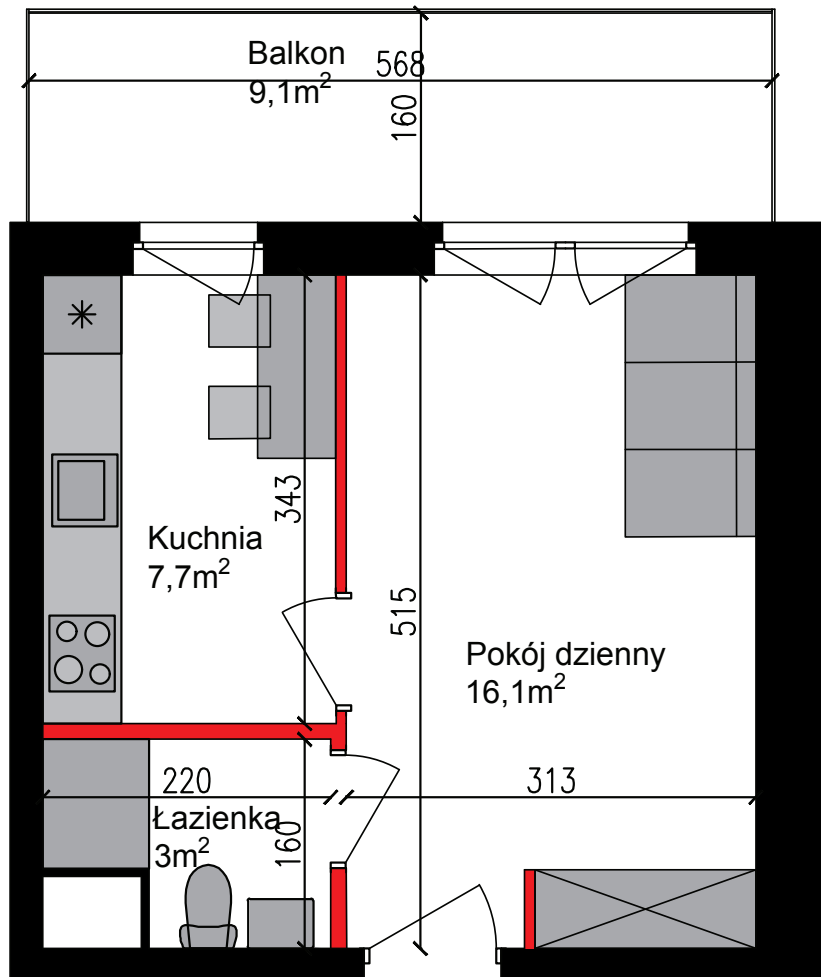 Balkon
568
9,1m²
160
343
Kuchnia
7,7m²
515
Pokój dzienny
16,1m²
220
313
Łazienka
160
3m²